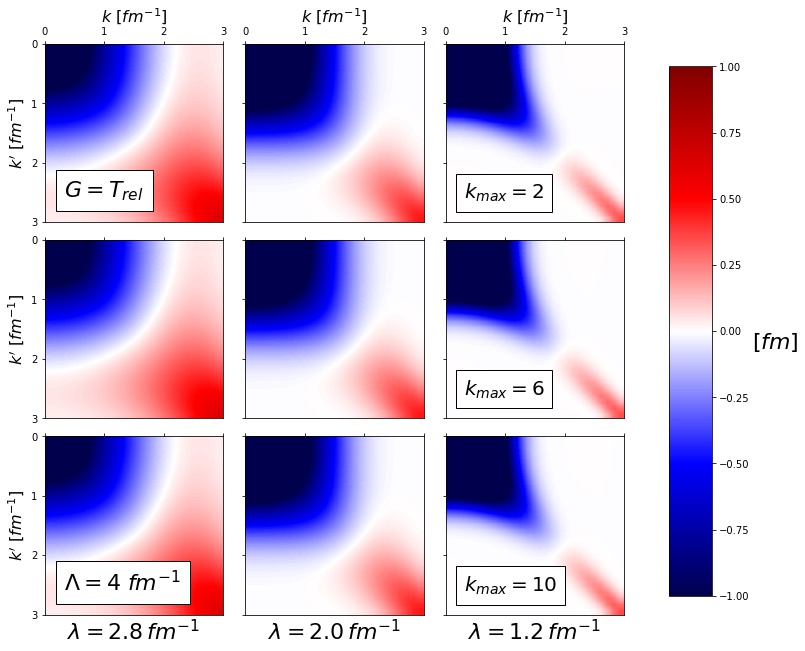 k [fm⁻¹] k [fm⁻¹] k [fm⁻¹]
0 1 2 3 0 1 2 3 0 1 2 3
0
1
k′ [fm⁻¹]
2
3
G = T_rel
k_max = 2
0
1
k′ [fm⁻¹]
2
3
k_max = 6
0
1
k′ [fm⁻¹]
2
3
Λ = 4 fm⁻¹
k_max = 10
λ = 2.8 fm⁻¹ λ = 2.0 fm⁻¹ λ = 1.2 fm⁻¹
1.00
0.75
0.50
0.25
0.00
−0.25
−0.50
−0.75
−1.00
[fm]